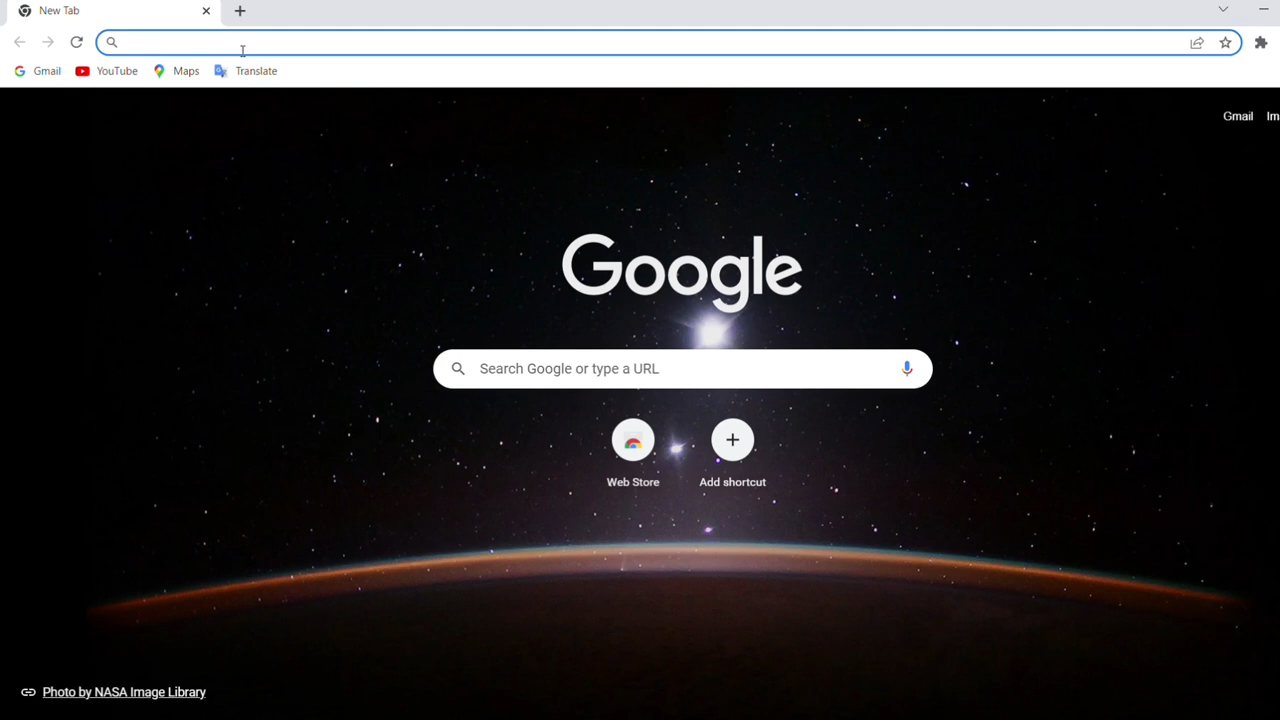 New Tab
Gmail YouTube Maps Translate
Gmail Im
Google
Search Google or type a URL
Web Store Add shortcut
Photo by NASA Image Library